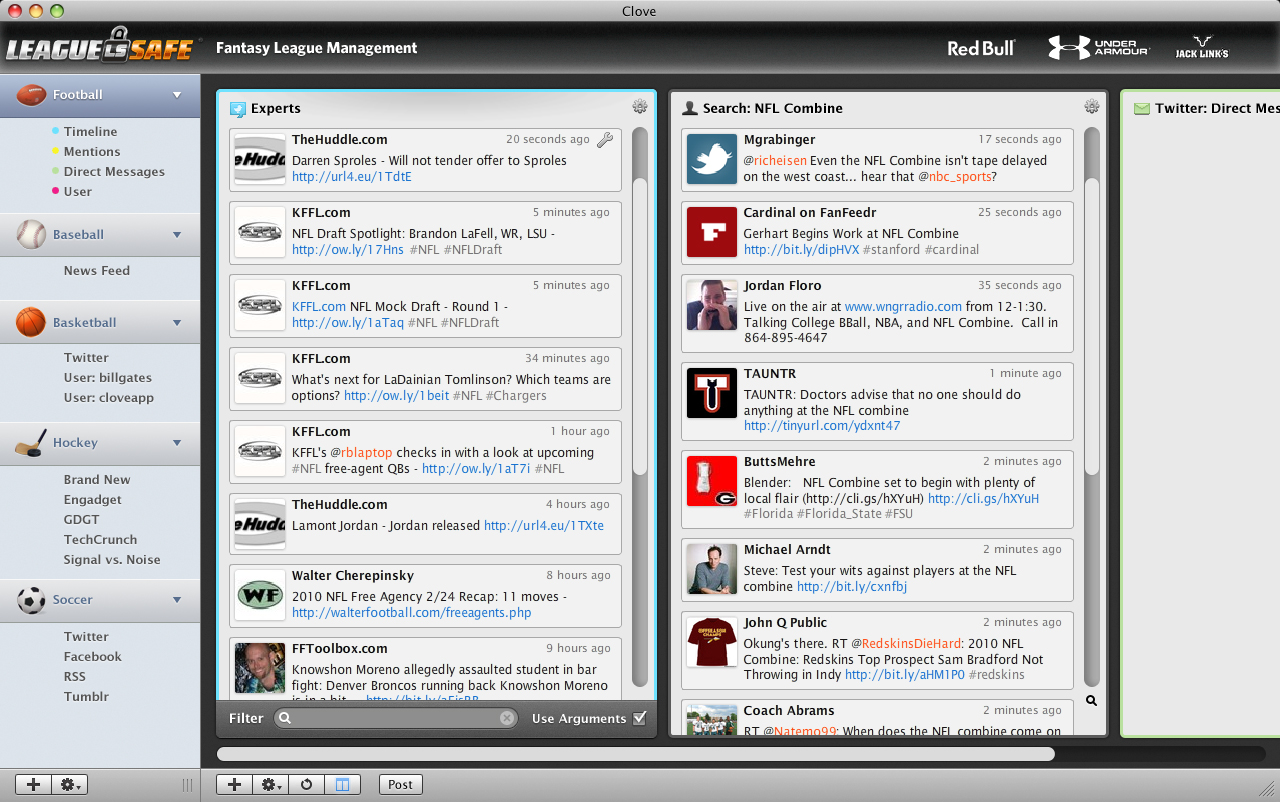 Clove
LEAGUE LS SAFE
Fantasy League Management
Red Bull
UNDER ARMOUR
JACK LINK'S
Football
Timeline
Mentions
Direct Messages
User
Baseball
News Feed
Basketball
Twitter
User: billgates
User: cloveapp
Hockey
Brand New
Engadget
GDGT
TechCrunch
Signal vs. Noise
Soccer
Twitter
Facebook
RSS
Tumblr
Experts
TheHuddle.com 20 seconds ago
Darren Sproles - Will not tender offer to Sproles
http://url4.eu/1TdtE
KFFL.com 5 minutes ago
NFL Draft Spotlight: Brandon LaFell, WR, LSU -
http://ow.ly/17Hns #NFL #NFLDraft
KFFL.com 5 minutes ago
KFFL.com NFL Mock Draft - Round 1 -
http://ow.ly/1aTaq #NFL #NFLDraft
KFFL.com 34 minutes ago
What's next for LaDainian Tomlinson? Which teams are
options? http://ow.ly/1beit #NFL #Chargers
KFFL.com 1 hour ago
KFFL's @rblaptop checks in with a look at upcoming
#NFL free-agent QBs - http://ow.ly/1aT7i #NFL
TheHuddle.com 4 hours ago
Lamont Jordan - Jordan released http://url4.eu/1TXte
WF
Walter Cherepinsky 8 hours ago
2010 NFL Free Agency 2/24 Recap: 11 moves -
http://walterfootball.com/freeagents.php
FFToolbox.com 9 hours ago
Knowshon Moreno allegedly assaulted student in bar
fight: Denver Broncos running back Knowshon Moreno
Filter
Use Arguments
Search: NFL Combine
Mgrabinger 17 seconds ago
@richeisen Even the NFL Combine isn't tape delayed
on the west coast... hear that @nbc_sports?
Cardinal on FanFeedr 25 seconds ago
Gerhart Begins Work at NFL Combine
http://bit.ly/dipHVX #stanford #cardinal
Jordan Floro 35 seconds ago
Live on the air at www.wngrradio.com from 12-1:30.
Talking College BBall, NBA, and NFL Combine. Call in
864-895-4647
TAUNTR 1 minute ago
TAUNTR: Doctors advise that no one should do
anything at the NFL combine
http://tinyurl.com/ydxnt47
ButtsMehre 2 minutes ago
Blender: NFL Combine set to begin with plenty of
local flair (http://cli.gs/hXYuH) http://cli.gs/hXYuH
#Florida #Florida_State #FSU
Michael Arndt 2 minutes ago
Steve: Test your wits against players at the NFL
combine http://bit.ly/cxnfbj
John Q Public 2 minutes ago
Okung's there. RT @RedskinsDieHard: 2010 NFL
Combine: Redskins Top Prospect Sam Bradford Not
Throwing in Indy http://bit.ly/aHM1P0 #redskins
Coach Abrams 2 minutes ago
RT @Natemo99: When does the NFL combine come on
Twitter: Direct Mes
Post